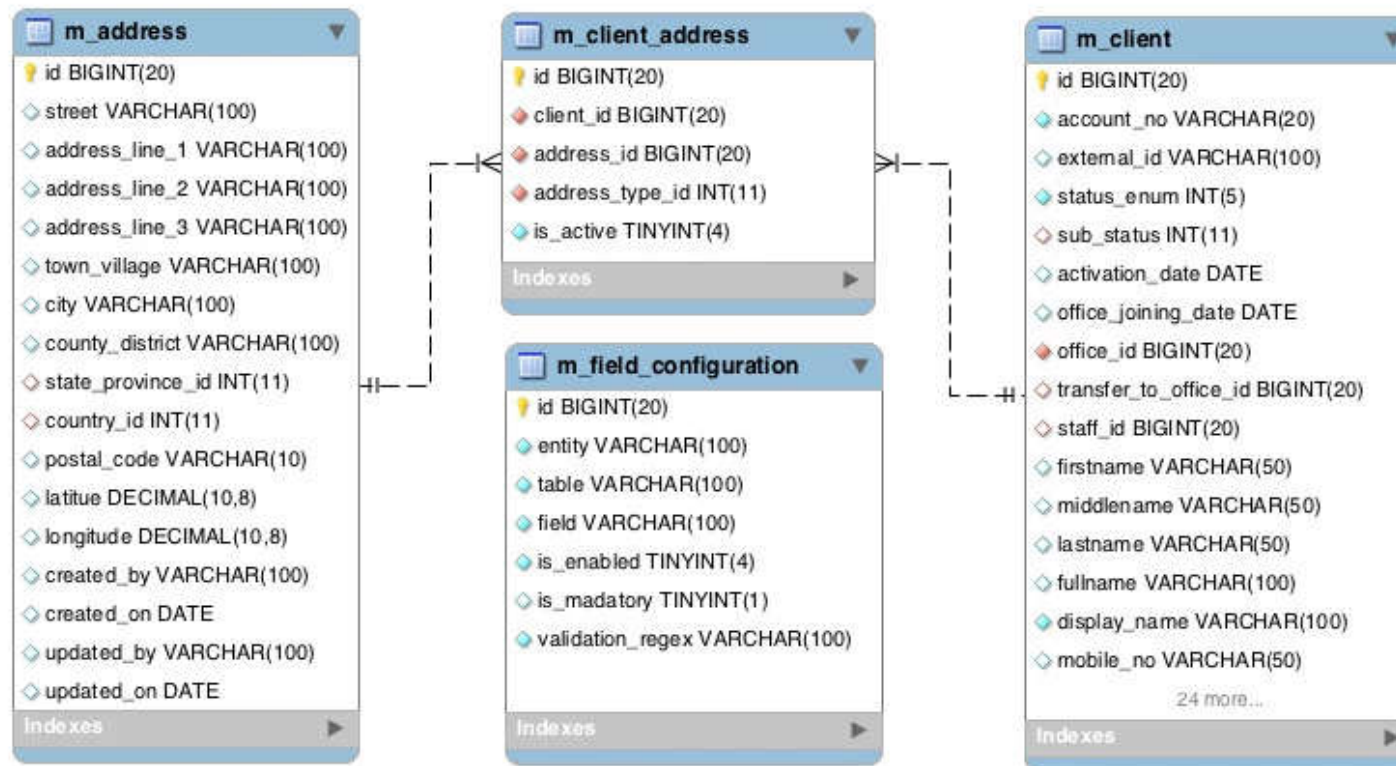 m_address
id BIGINT(20)
street VARCHAR(100)
address_line_1 VARCHAR(100)
address_line_2 VARCHAR(100)
address_line_3 VARCHAR(100)
town_village VARCHAR(100)
city VARCHAR(100)
county_district VARCHAR(100)
state_province_id INT(11)
country_id INT(11)
postal_code VARCHAR(10)
latitue DECIMAL(10,8)
longitude DECIMAL(10,8)
created_by VARCHAR(100)
created_on DATE
updated_by VARCHAR(100)
updated_on DATE
Indexes
m_client_address
id BIGINT(20)
client_id BIGINT(20)
address_id BIGINT(20)
address_type_id INT(11)
is_active TINYINT(4)
Indexes
m_field_configuration
id BIGINT(20)
entity VARCHAR(100)
table VARCHAR(100)
field VARCHAR(100)
is_enabled TINYINT(4)
is_madatory TINYINT(1)
validation_regex VARCHAR(100)
Indexes
m_client
id BIGINT(20)
account_no VARCHAR(20)
external_id VARCHAR(100)
status_enum INT(5)
sub_status INT(11)
activation_date DATE
office_joining_date DATE
office_id BIGINT(20)
transfer_to_office_id BIGINT(20)
staff_id BIGINT(20)
firstname VARCHAR(50)
middlename VARCHAR(50)
lastname VARCHAR(50)
fullname VARCHAR(100)
display_name VARCHAR(100)
mobile_no VARCHAR(50)
24 more...
Indexes